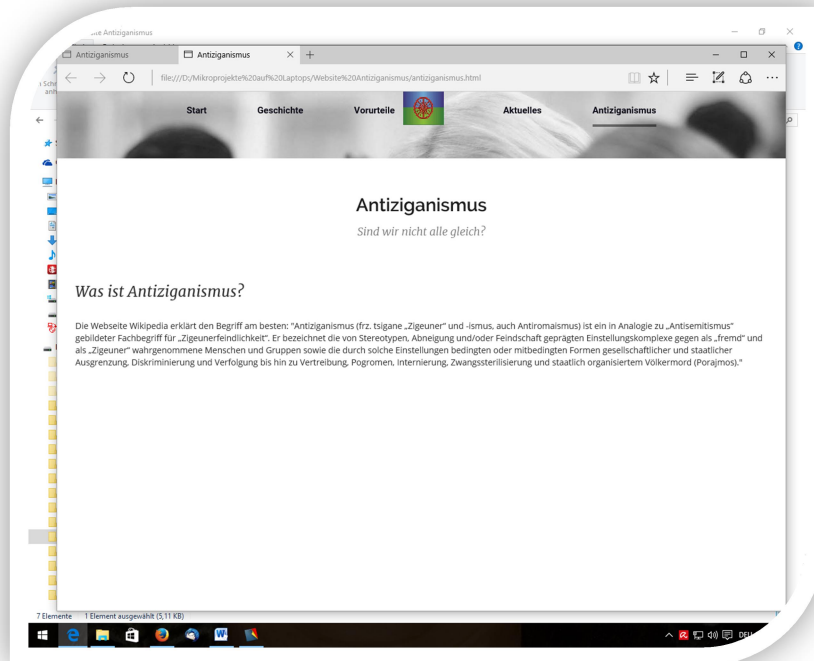 Antiziganismus
Antiziganismus Antiziganismus
file:///D:/Mikroprojekte%20auf%20Laptops/Website%20Antiziganismus/antiziganismus.html
Start Geschichte Vorurteile Aktuelles Antiziganismus
Antiziganismus
Sind wir nicht alle gleich?
Was ist Antiziganismus?
Die Webseite Wikipedia erklärt den Begriff am besten: "Antiziganismus (frz. tsigane „Zigeuner“ und -ismus, auch Antiromaismus) ist ein in Analogie zu „Antisemitismus“
gebildeter Fachbegriff für „Zigeunerfeindlichkeit“. Er bezeichnet die von Stereotypen, Abneigung und/oder Feindschaft geprägten Einstellungskomplexe gegen als „fremd“ und
als „Zigeuner“ wahrgenommene Menschen und Gruppen sowie die durch solche Einstellungen bedingten oder mitbedingten Formen gesellschaftlicher und staatlicher
Ausgrenzung, Diskriminierung und Verfolgung bis hin zu Vertreibung, Pogromen, Internierung, Zwangssterilisierung und staatlich organisiertem Völkermord (Porajmos)."
7 Elemente 1 Element ausgewählt (5,11 KB)
DEU